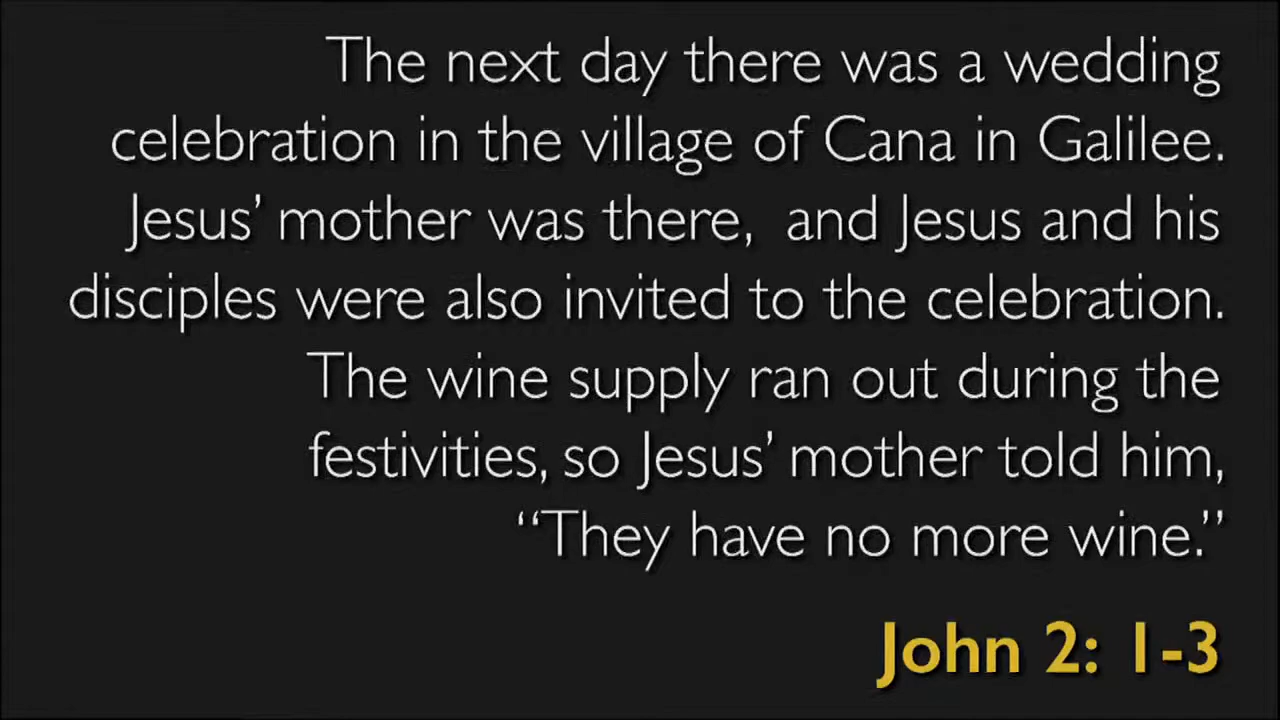 The next day there was a wedding
celebration in the village of Cana in Galilee.
Jesus’ mother was there,  and Jesus and his
disciples were also invited to the celebration.
The wine supply ran out during the
festivities, so Jesus’ mother told him,
“They have no more wine.”
John 2: 1-3